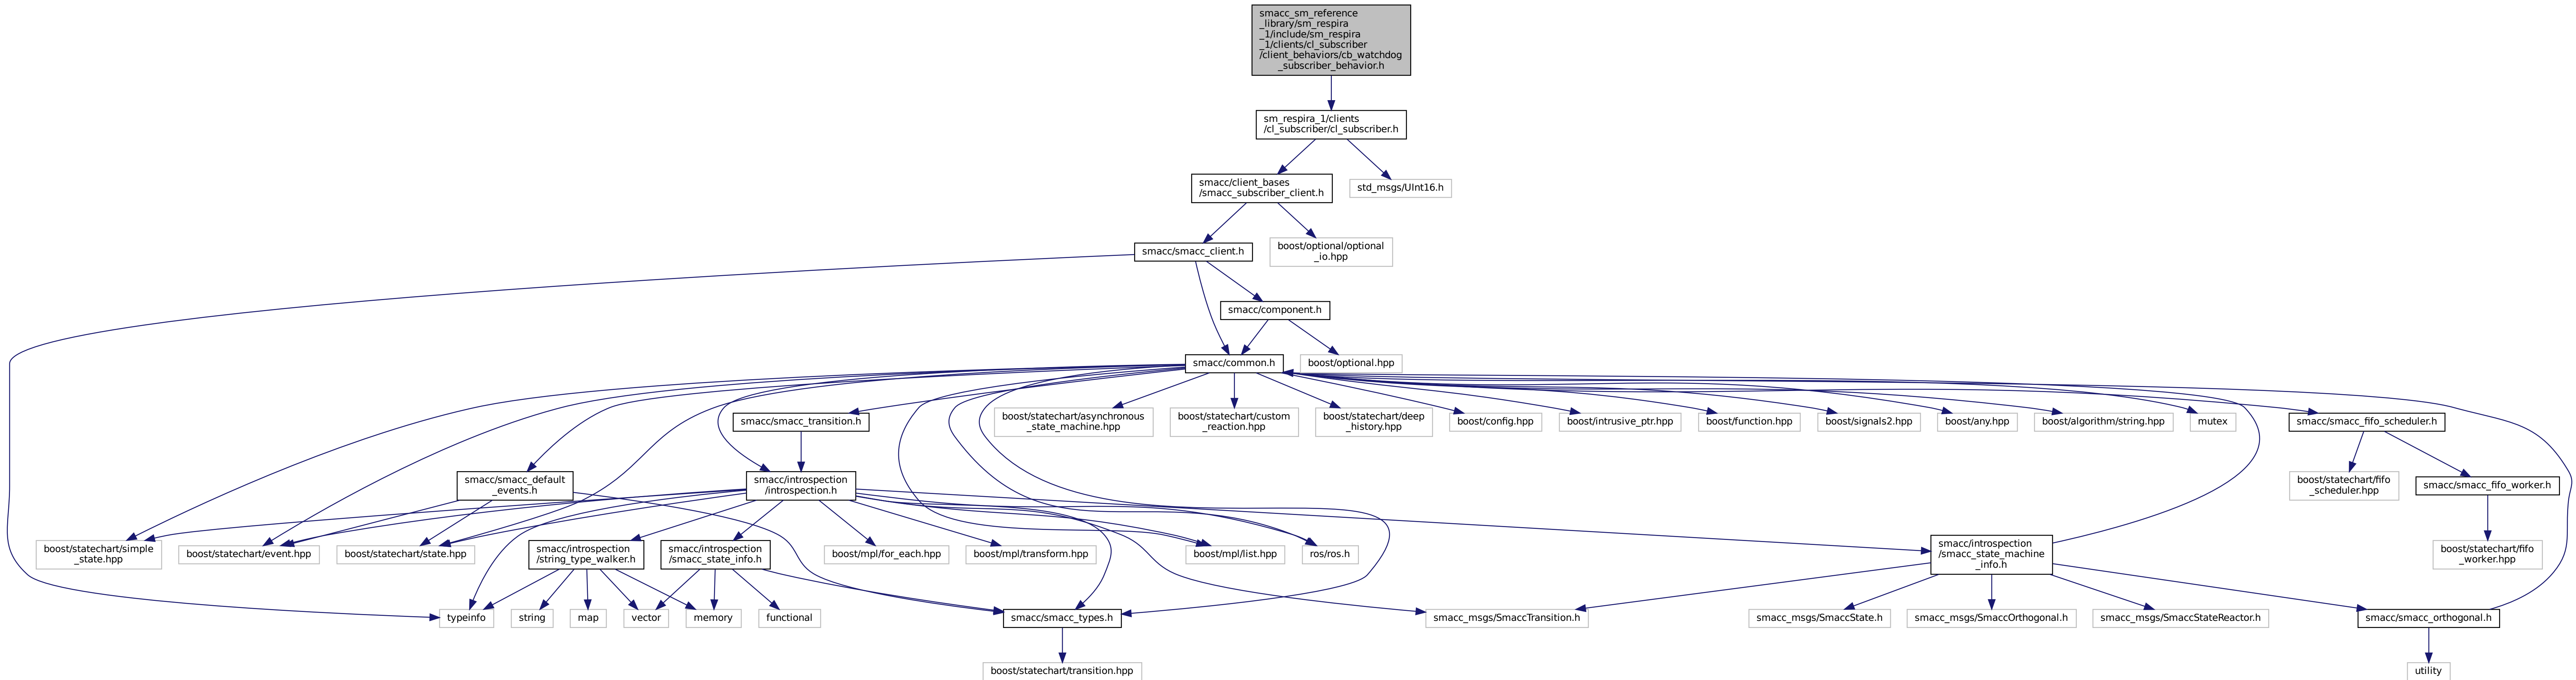 smacc_sm_reference
_library/sm_respira
_1/include/sm_respira
_1/clients/cl_subscriber
/client_behaviors/cb_watchdog
_subscriber_behavior.h
sm_respira_1/clients
/cl_subscriber/cl_subscriber.h
smacc/client_bases
/smacc_subscriber_client.h
std_msgs/UInt16.h
smacc/smacc_client.h
boost/optional/optional
_io.hpp
smacc/component.h
smacc/common.h
boost/optional.hpp
smacc/smacc_transition.h
boost/statechart/asynchronous
_state_machine.hpp
boost/statechart/custom
_reaction.hpp
boost/statechart/deep
_history.hpp
boost/config.hpp
boost/intrusive_ptr.hpp
boost/function.hpp
boost/signals2.hpp
boost/any.hpp
boost/algorithm/string.hpp
mutex
smacc/smacc_fifo_scheduler.h
smacc/smacc_default
_events.h
smacc/introspection
/introspection.h
boost/statechart/fifo
_scheduler.hpp
smacc/smacc_fifo_worker.h
boost/statechart/simple
_state.hpp
boost/statechart/event.hpp
boost/statechart/state.hpp
smacc/introspection
/string_type_walker.h
smacc/introspection
/smacc_state_info.h
boost/mpl/for_each.hpp
boost/mpl/transform.hpp
boost/mpl/list.hpp
ros/ros.h
smacc/introspection
/smacc_state_machine
_info.h
boost/statechart/fifo
_worker.hpp
typeinfo
string
map
vector
memory
functional
smacc/smacc_types.h
smacc_msgs/SmaccTransition.h
smacc_msgs/SmaccState.h
smacc_msgs/SmaccOrthogonal.h
smacc_msgs/SmaccStateReactor.h
smacc/smacc_orthogonal.h
boost/statechart/transition.hpp
utility